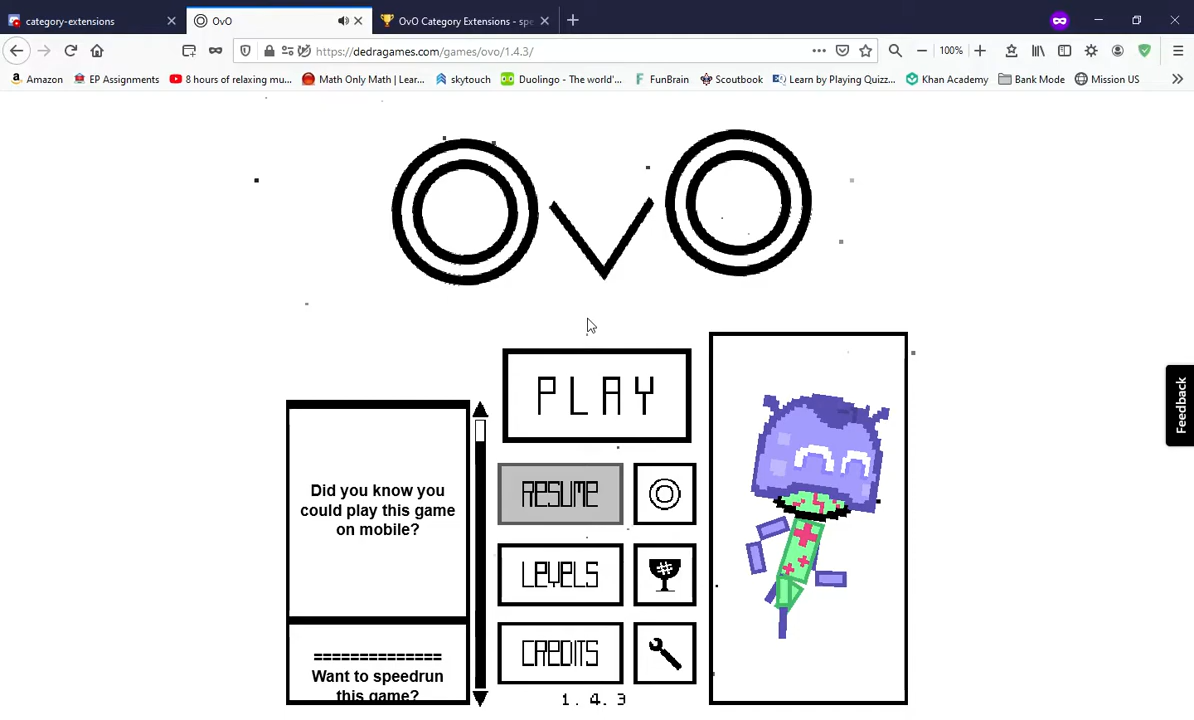 category-extensions
OvO
OvO Category Extensions - spe
https://dedragames.com/games/ovo/1.4.3/
100%
Amazon
EP Assignments
8 hours of relaxing mu...
Math Only Math | Lear...
skytouch
Duolingo - The world'...
FunBrain
Scoutbook
Learn by Playing Quizz...
Khan Academy
Bank Mode
Mission US
OvO
PLAY
RESUME
LEVELS
CREDITS
1.4.3
Did you know you
could play this game
on mobile?
==============
Want to speedrun
this game?
Feedback